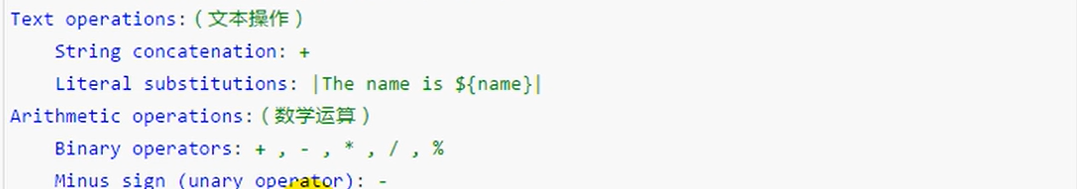 Text operations:（文本操作）
String concatenation: +
Literal substitutions: |The name is ${name}|
Arithmetic operations:（数学运算）
Binary operators: + , - , * , / , %
Minus sign (unary operator): -